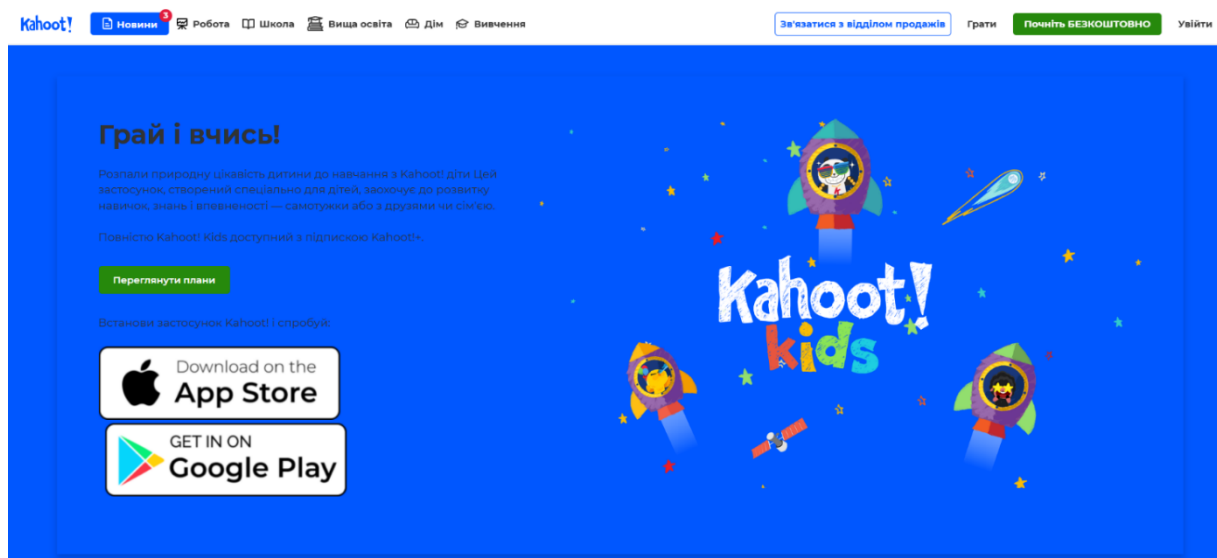 Kahoot! Новини 3 Робота Школа Вища освіта Дім Вивчення Зв'язатися з відділом продажів Грати Почніть БЕЗКОШТОВНО Увійти
Грай і вчись!
Розпали природну цікавість дитини до навчання з Kahoot! діти Цей
застосунок, створений спеціально для дітей, заохочує до розвитку
навичок, знань і впевненості — самотужки або з друзями чи сім'єю.
Повністю Kahoot! Kids доступний з підпискою Kahoot!+.
Переглянути плани
Встанови застосунок Kahoot! і спробуй:
Download on the
App Store
GET IN ON
Google Play
Kahoot!
kids